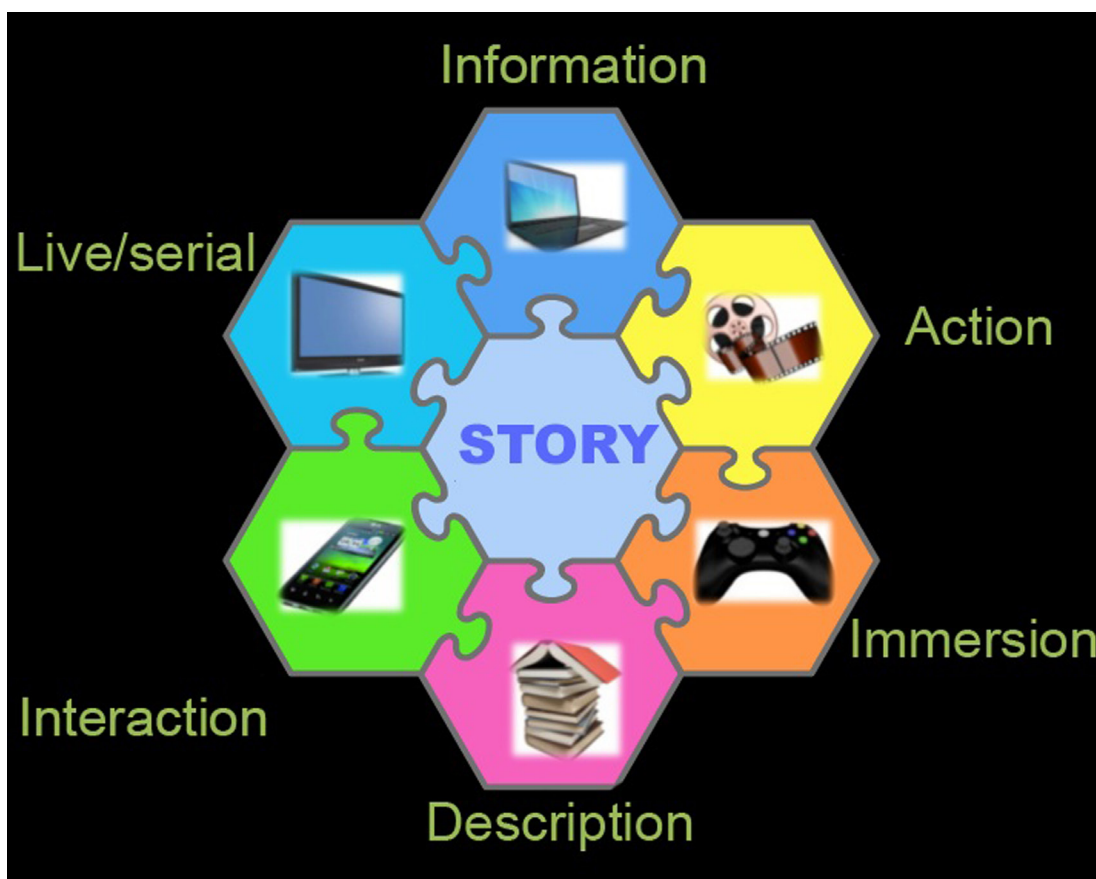 Information
Live/serial
Action
STORY
Immersion
Interaction
Description